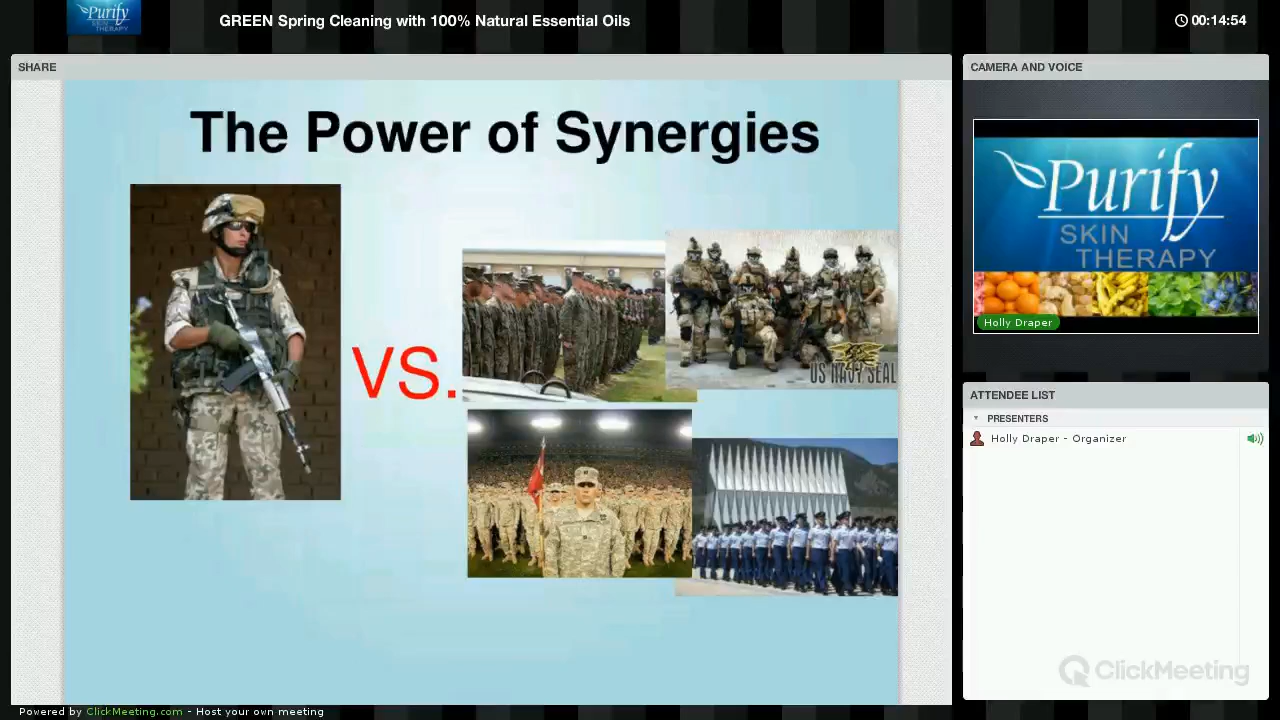 Purify
SKIN
THERAPY
GREEN Spring Cleaning with 100% Natural Essential Oils
00:14:54
SHARE
The Power of Synergies
VS.
US NAVY SEAL
CAMERA AND VOICE
Purify
SKIN
THERAPY
Holly Draper
ATTENDEE LIST
PRESENTERS
Holly Draper - Organizer
ClickMeeting
Powered by ClickMeeting.com - Host your own meeting